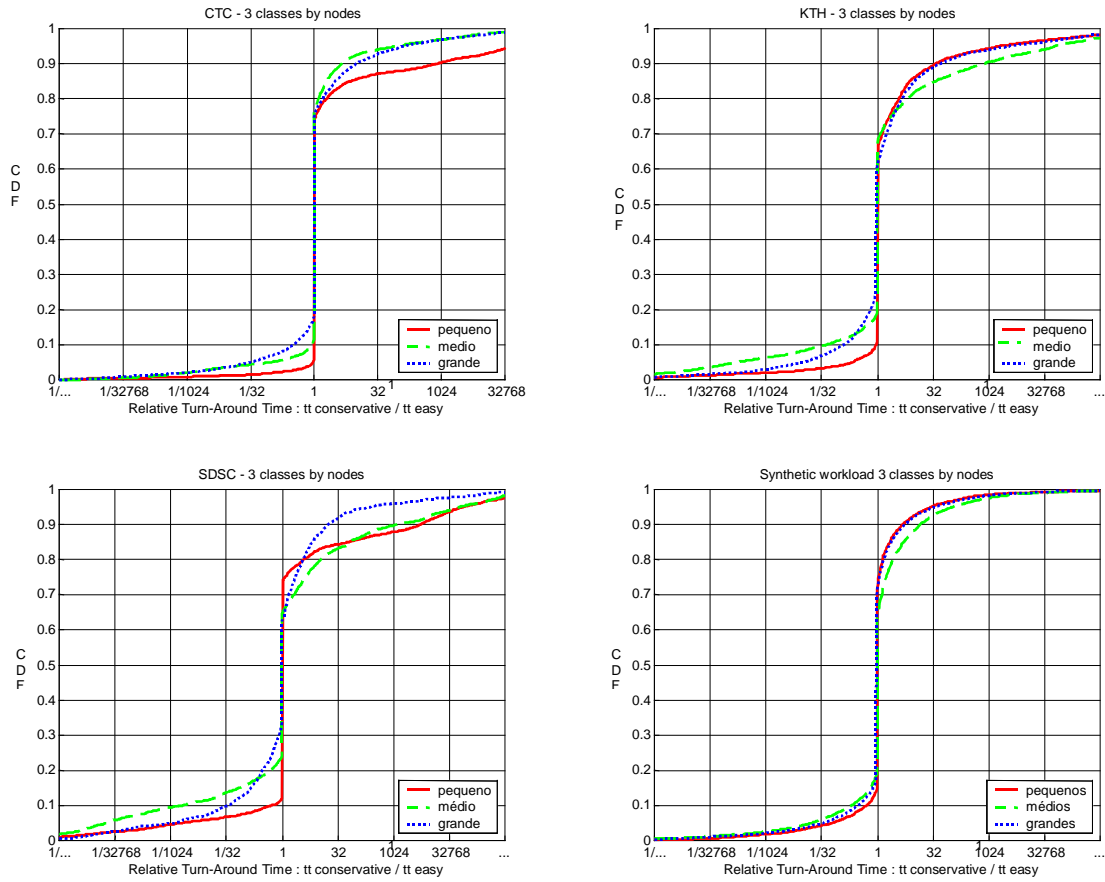 CTC - 3 classes by nodes
1
0.9
0.8
0.7
0.6
0.5
0.4
0.3
0.2
0.1
0
C
D
F
pequeno
medio
grande
1/... 1/32768 1/1024 1/32 1 32 1 1024 32768
Relative Turn-Around Time : tt conservative / tt easy
KTH - 3 classes by nodes
1
0.9
0.8
0.7
0.6
0.5
0.4
0.3
0.2
0.1
0
C
D
F
pequeno
medio
grande
1/... 1/32768 1/1024 1/32 1 32 1024 32768 ...
Relative Turn-Around Time : tt conservative / tt easy
SDSC - 3 classes by nodes
1
0.9
0.8
0.7
0.6
0.5
0.4
0.3
0.2
0.1
0
C
D
F
pequeno
médio
grande
1/... 1/32768 1/1024 1/32 1 32 1024 32768 ...
Relative Turn-Around Time : tt conservative / tt easy
Synthetic workload 3 classes by nodes
1
0.9
0.8
0.7
0.6
0.5
0.4
0.3
0.2
0.1
0
C
D
F
pequenos
médios
grandes
1/... 1/32768 1/1024 1/32 1 32 1024 32768 ...
Relative Turn-Around Time : tt conservative / tt easy